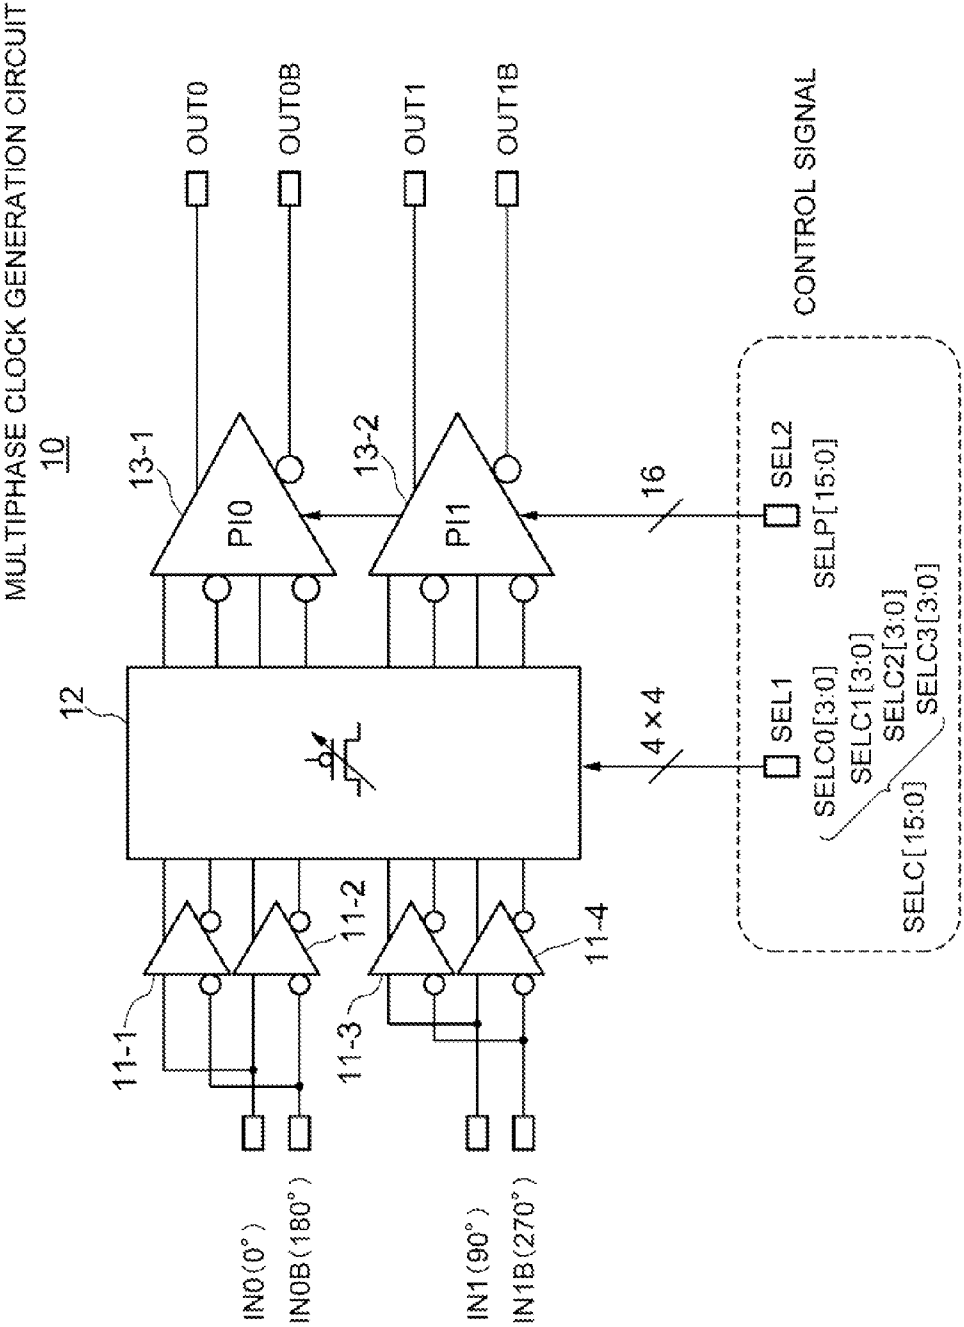 MULTIPHASE CLOCK GENERATION CIRCUIT
10
IN0(0°)
IN0B(180°)
IN1(90°)
IN1B(270°)
11-1
11-2
11-3
11-4
12
13-1
PI0
13-2
PI1
OUT0
OUT0B
OUT1
OUT1B
4×4
16
SEL1
SELC0[3:0]
SELC1[3:0]
SELC2[3:0]
SELC3[3:0]
SELC[15:0]
SEL2
SELP[15:0]
CONTROL SIGNAL